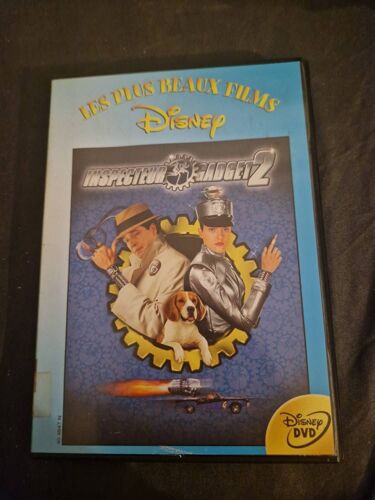 LES PLUS BEAUX FILMS
Disney
INSPECTEUR GADGET 2
Disney
DVD